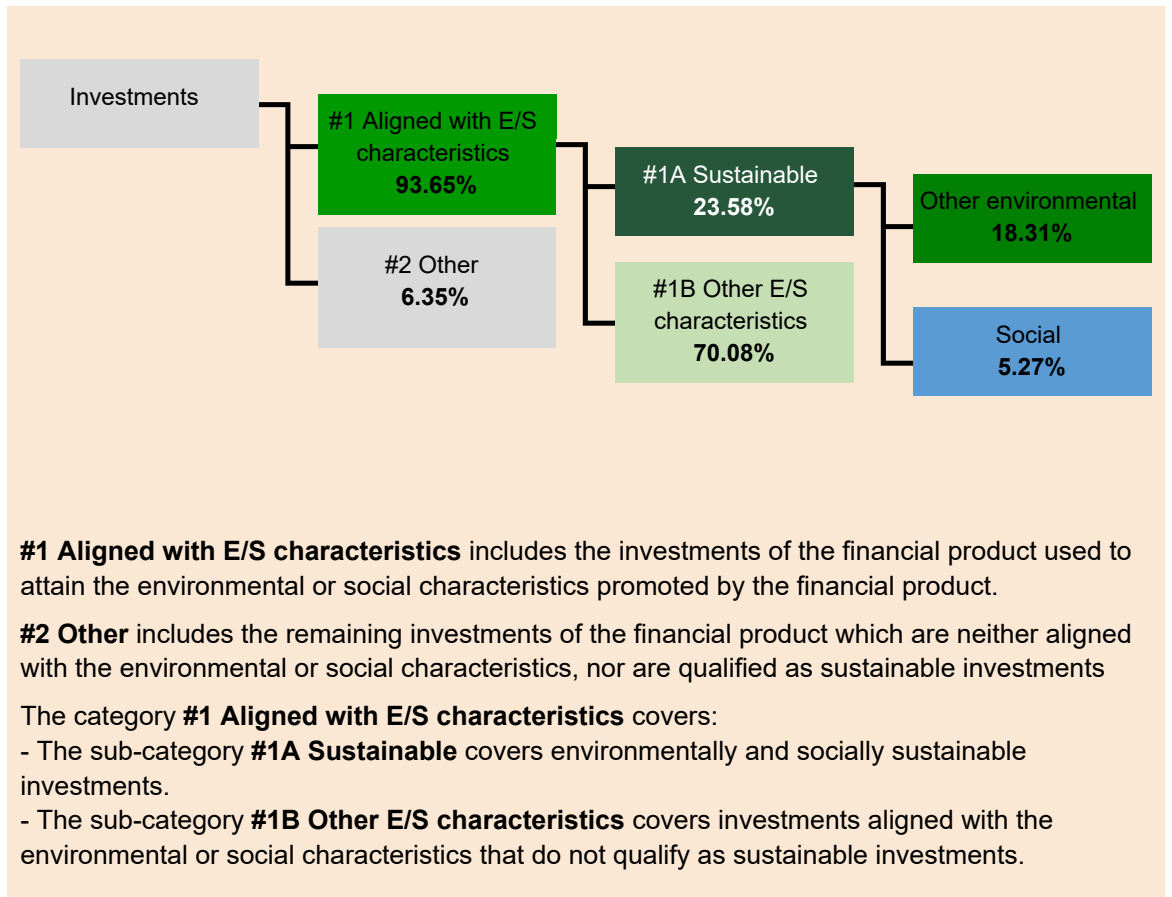 Investments
#1 Aligned with E/S
characteristics
93.65%
#2 Other
6.35%
#1A Sustainable
23.58%
#1B Other E/S
characteristics
70.08%
Other environmental
18.31%
Social
5.27%
#1 Aligned with E/S characteristics includes the investments of the financial product used to
attain the environmental or social characteristics promoted by the financial product.
#2 Other includes the remaining investments of the financial product which are neither aligned
with the environmental or social characteristics, nor are qualified as sustainable investments
The category #1 Aligned with E/S characteristics covers:
- The sub-category #1A Sustainable covers environmentally and socially sustainable
investments.
- The sub-category #1B Other E/S characteristics covers investments aligned with the
environmental or social characteristics that do not qualify as sustainable investments.